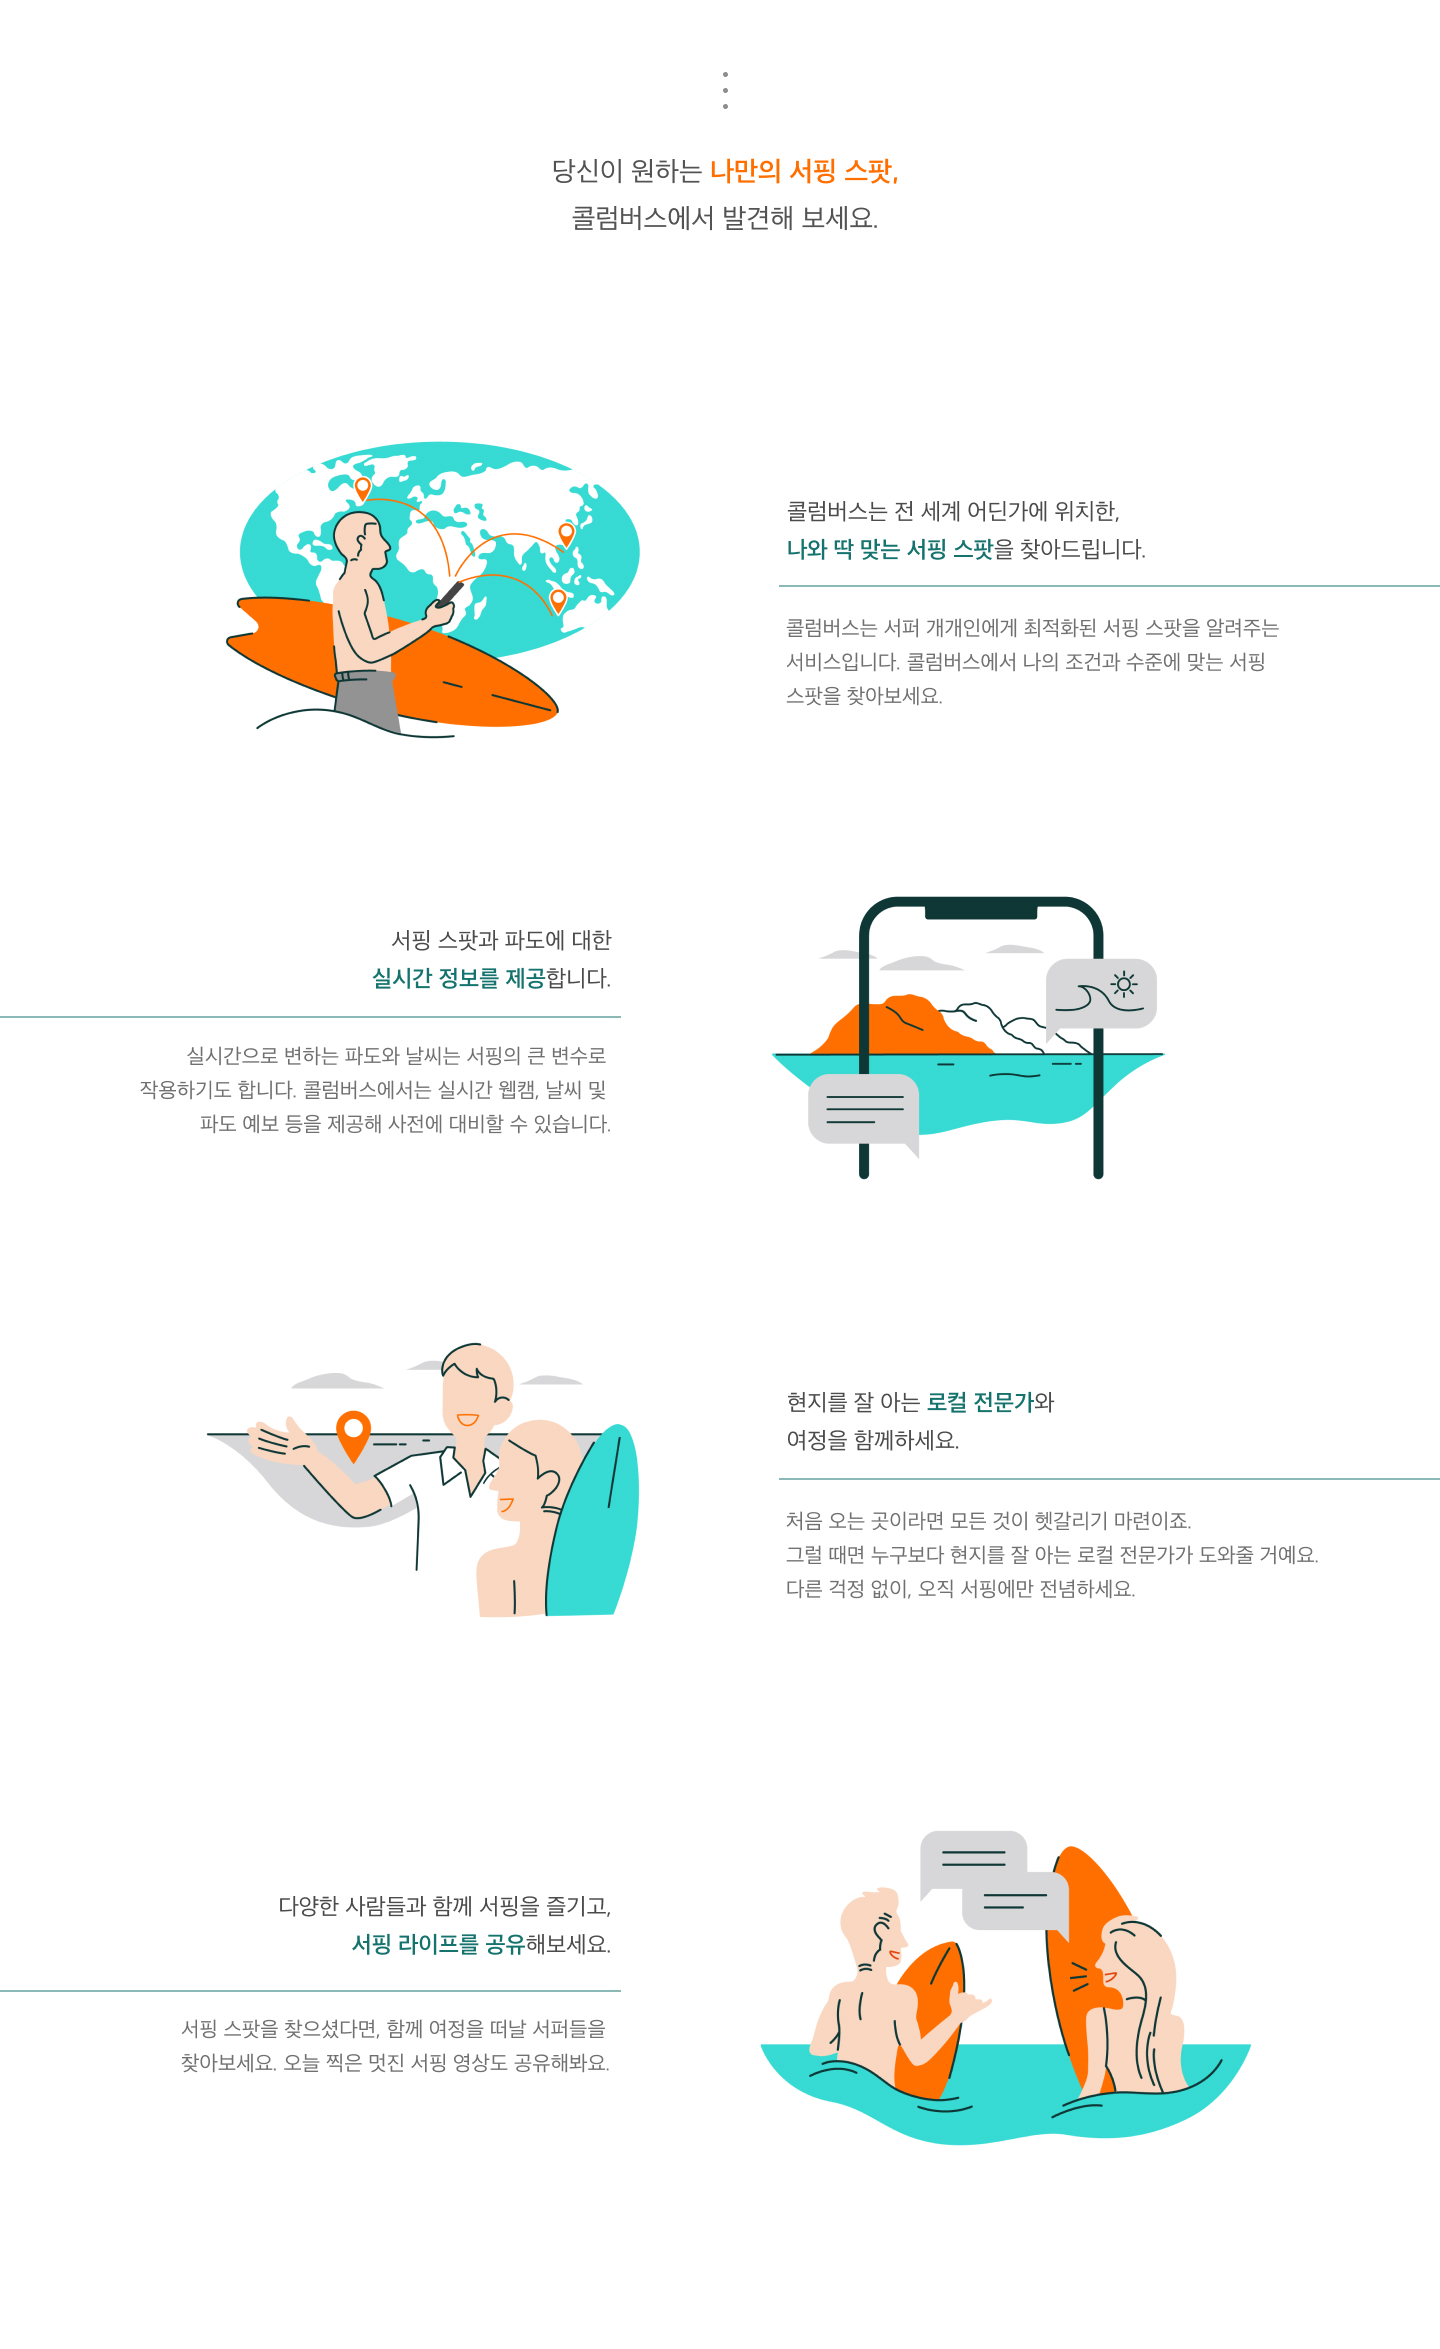 당신이 원하는 나만의 서핑 스팟,
콜럼버스에서 발견해 보세요.
콜럼버스는 전 세계 어딘가에 위치한,
나와 딱 맞는 서핑 스팟을 찾아드립니다.
콜럼버스는 서퍼 개개인에게 최적화된 서핑 스팟을 알려주는
서비스입니다. 콜럼버스에서 나의 조건과 수준에 맞는 서핑
스팟을 찾아보세요.
서핑 스팟과 파도에 대한
실시간 정보를 제공합니다.
실시간으로 변하는 파도와 날씨는 서핑의 큰 변수로
작용하기도 합니다. 콜럼버스에서는 실시간 웹캠, 날씨 및
파도 예보 등을 제공해 사전에 대비할 수 있습니다.
현지를 잘 아는 로컬 전문가와
여정을 함께하세요.
처음 오는 곳이라면 모든 것이 헷갈리기 마련이죠.
그럴 때면 누구보다 현지를 잘 아는 로컬 전문가가 도와줄 거예요.
다른 걱정 없이, 오직 서핑에만 전념하세요.
다양한 사람들과 함께 서핑을 즐기고,
서핑 라이프를 공유해보세요.
서핑 스팟을 찾으셨다면, 함께 여정을 떠날 서퍼들을
찾아보세요. 오늘 찍은 멋진 서핑 영상도 공유해봐요.